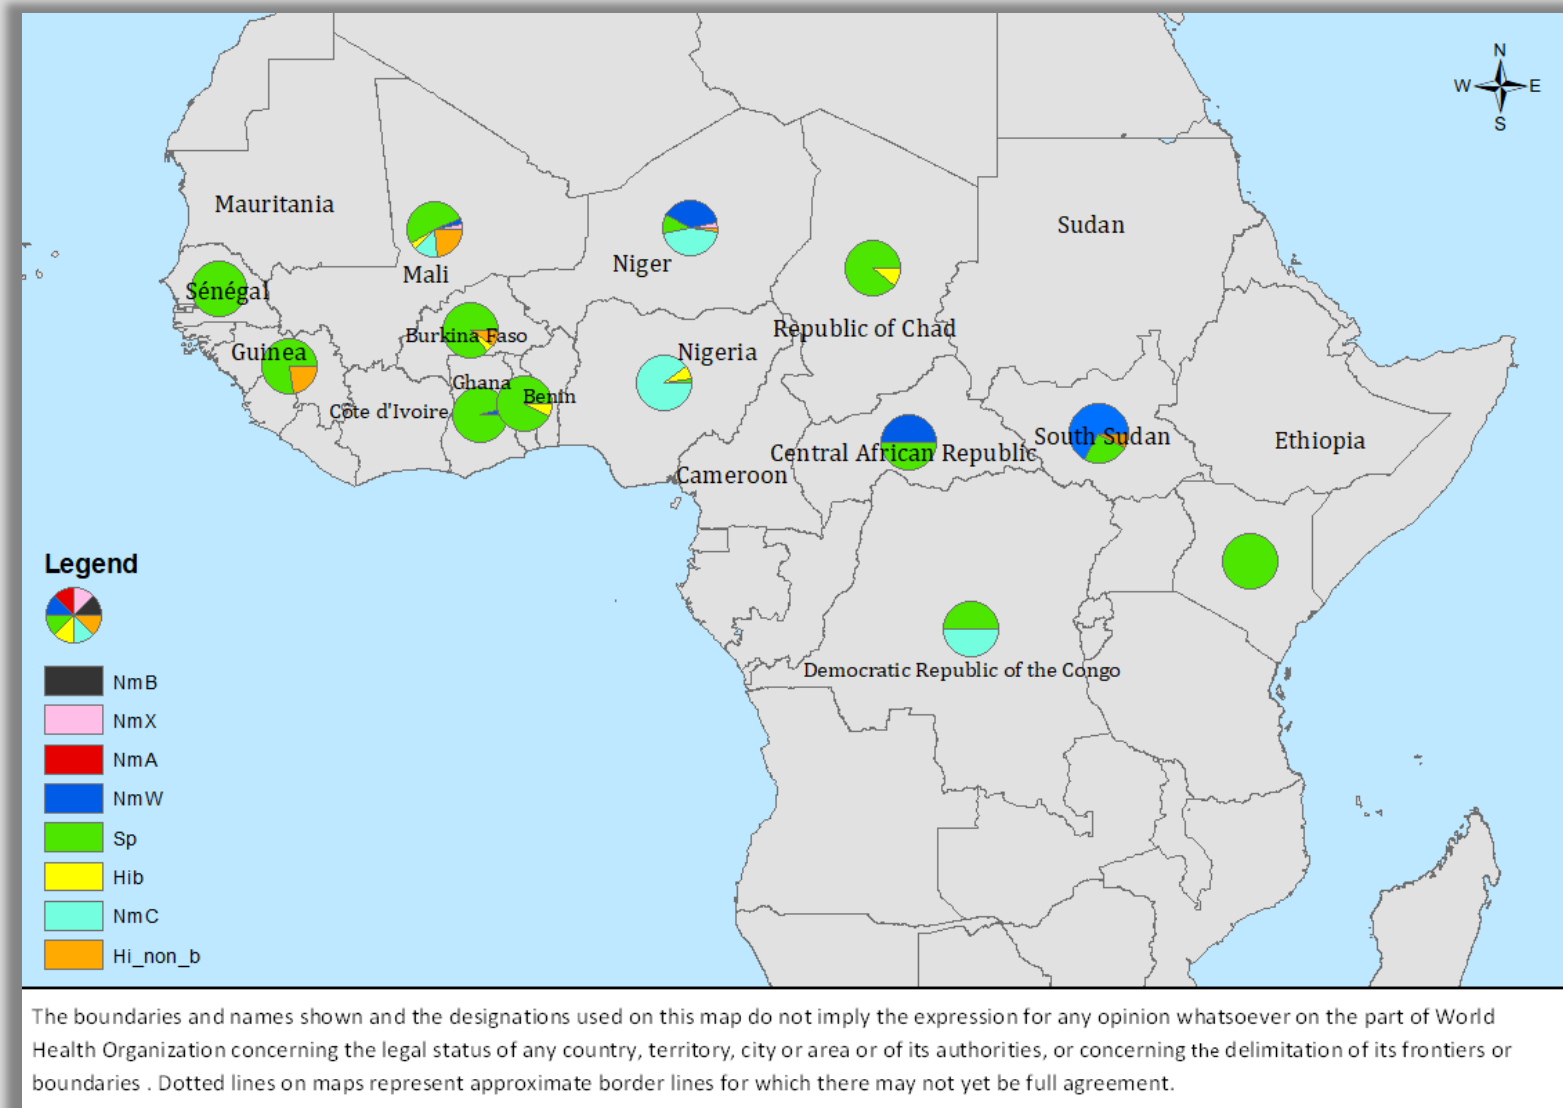 N
W
E
S
Mauritania
Sudan
Niger
Mali
Sénégal
Republic of Chad
Burkina Faso
Guinea
Nigeria
Ghana
Benin
Côte d'Ivoire
South Sudan
Ethiopia
Central African Republic
Cameroon
Democratic Republic of the Congo
Legend
NmB
NmX
NmA
NmW
Sp
Hib
NmC
Hi_non_b
The boundaries and names shown and the designations used on this map do not imply the expression for any opinion whatsoever on the part of World
Health Organization concerning the legal status of any country, territory, city or area or of its authorities, or concerning the delimitation of its frontiers or
boundaries . Dotted lines on maps represent approximate border lines for which there may not yet be full agreement.